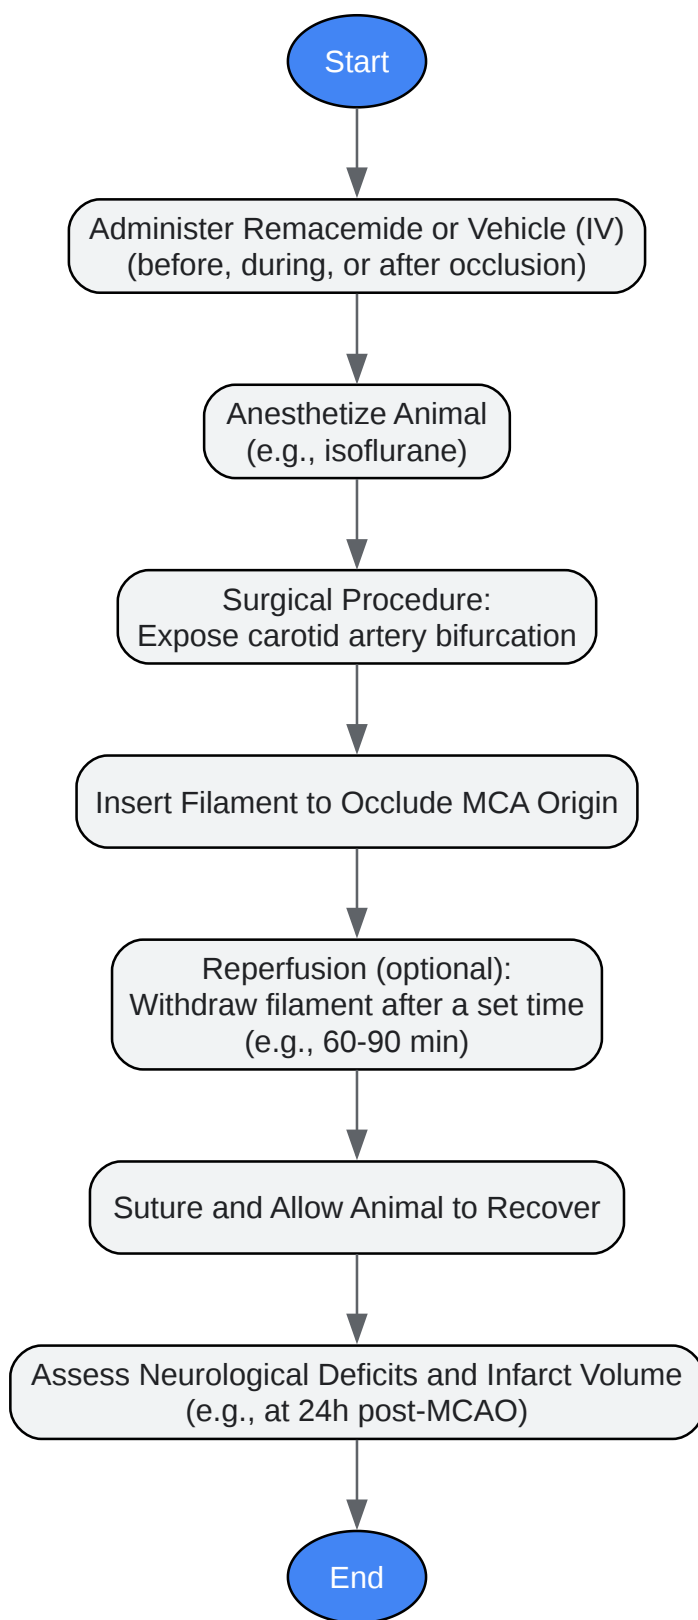 Start
Administer Remacemide or Vehicle (IV)
(before, during, or after occlusion)
Anesthetize Animal
(e.g., isoflurane)
Surgical Procedure:
Expose carotid artery bifurcation
Insert Filament to Occlude MCA Origin
Reperfusion (optional):
Withdraw filament after a set time
(e.g., 60-90 min)
Suture and Allow Animal to Recover
Assess Neurological Deficits and Infarct Volume
(e.g., at 24h post-MCAO)
End